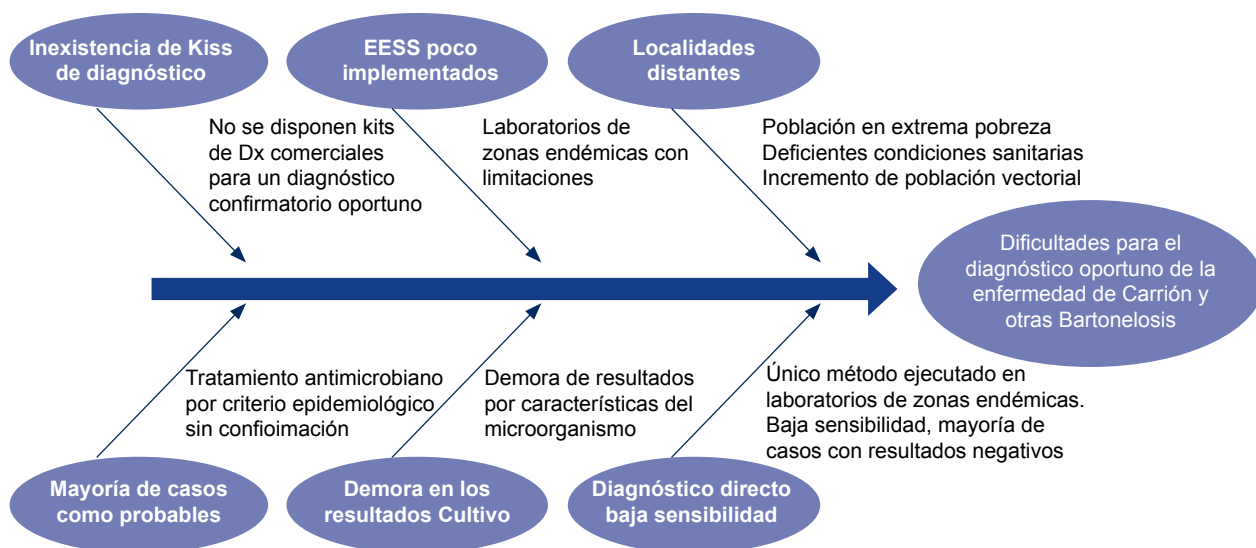 Inexistencia de Kiss
de diagnóstico
EESS poco
implementados
Localidades
distantes
No se disponen kits
de Dx comerciales
para un diagnóstico
confirmatorio oportuno
Laboratorios de
zonas endémicas con
limitaciones
Población en extrema pobreza
Deficientes condiciones sanitarias
Incremento de población vectorial
Dificultades para el
diagnóstico oportuno de la
enfermedad de Carrión y
otras Bartonelosis
Tratamiento antimicrobiano
por criterio epidemiológico
sin confioimación
Demora de resultados
por características del
microorganismo
Único método ejecutado en
laboratorios de zonas endémicas.
Baja sensibilidad, mayoría de
casos con resultados negativos
Mayoría de casos
como probables
Demora en los
resultados Cultivo
Diagnóstico directo
baja sensibilidad